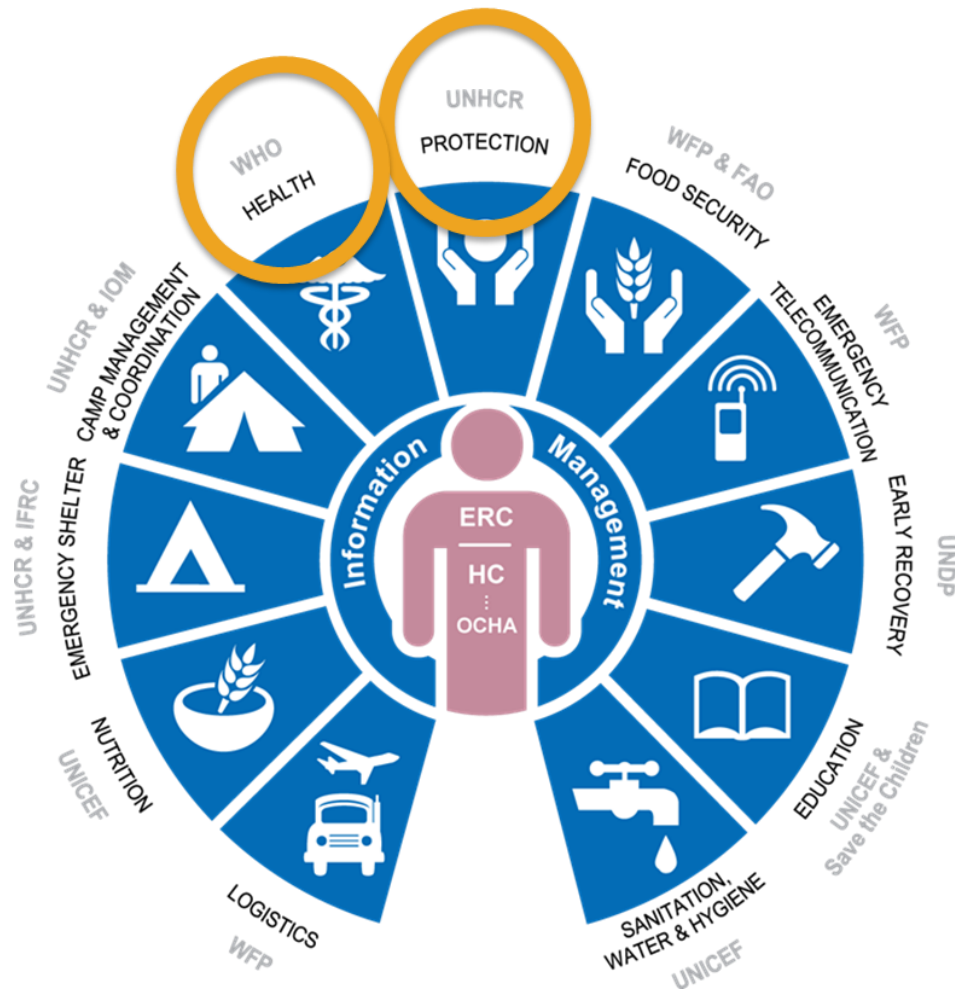 UNHCR
PROTECTION
WFP & FAO
FOOD SECURITY
WFP
EMERGENCY
TELECOMMUNICATION
EARLY RECOVERY
UNDP
EDUCATION
UNICEF &
Save the Children
SANITATION,
WATER & HYGIENE
UNICEF
LOGISTICS
WFP
NUTRITION
UNICEF
UNHCR & IFRC
EMERGENCY SHELTER
UNHCR & IOM
CAMP MANAGEMENT
& COORDINATION
WHO
HEALTH
Information
Management
ERC
HC
OCHA